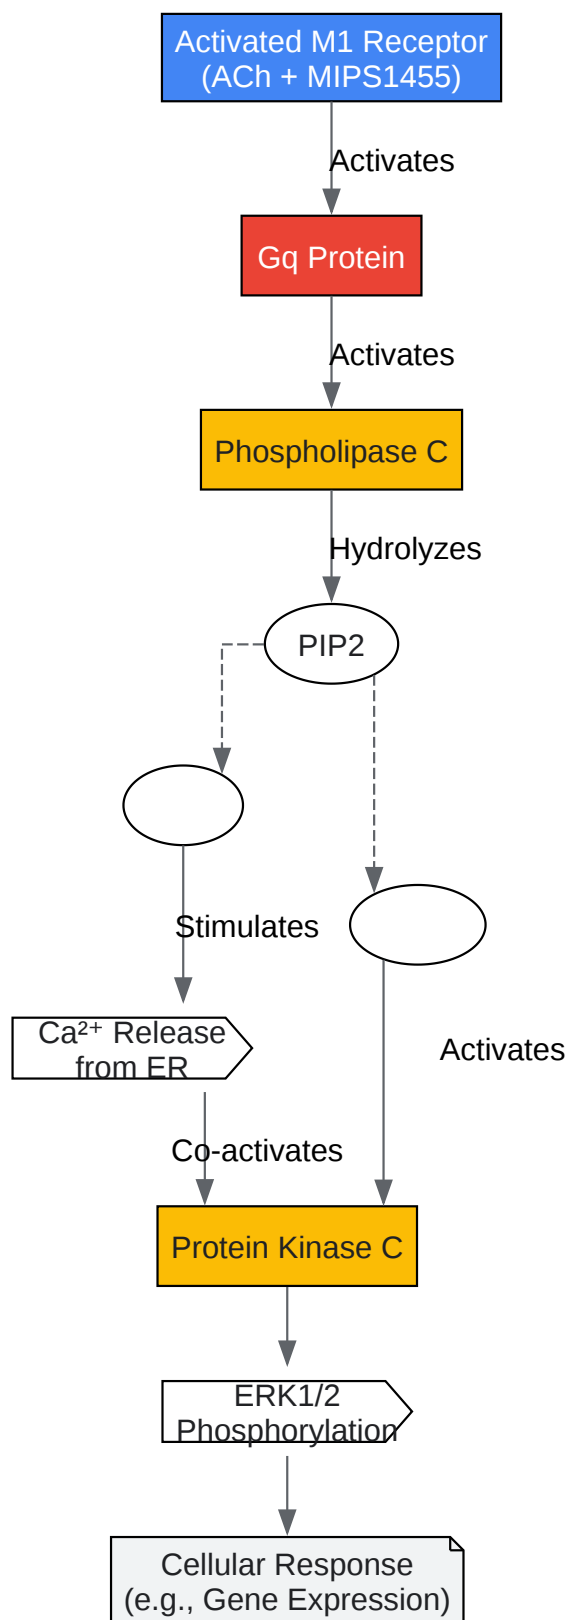 Activated M1 Receptor
(ACh + MIPS1455)
Activates
Gq Protein
Activates
Phospholipase C
Hydrolyzes
PIP2
Stimulates
Ca²⁺ Release
from ER
Activates
Co-activates
Protein Kinase C
ERK1/2
Phosphorylation
Cellular Response
(e.g., Gene Expression)